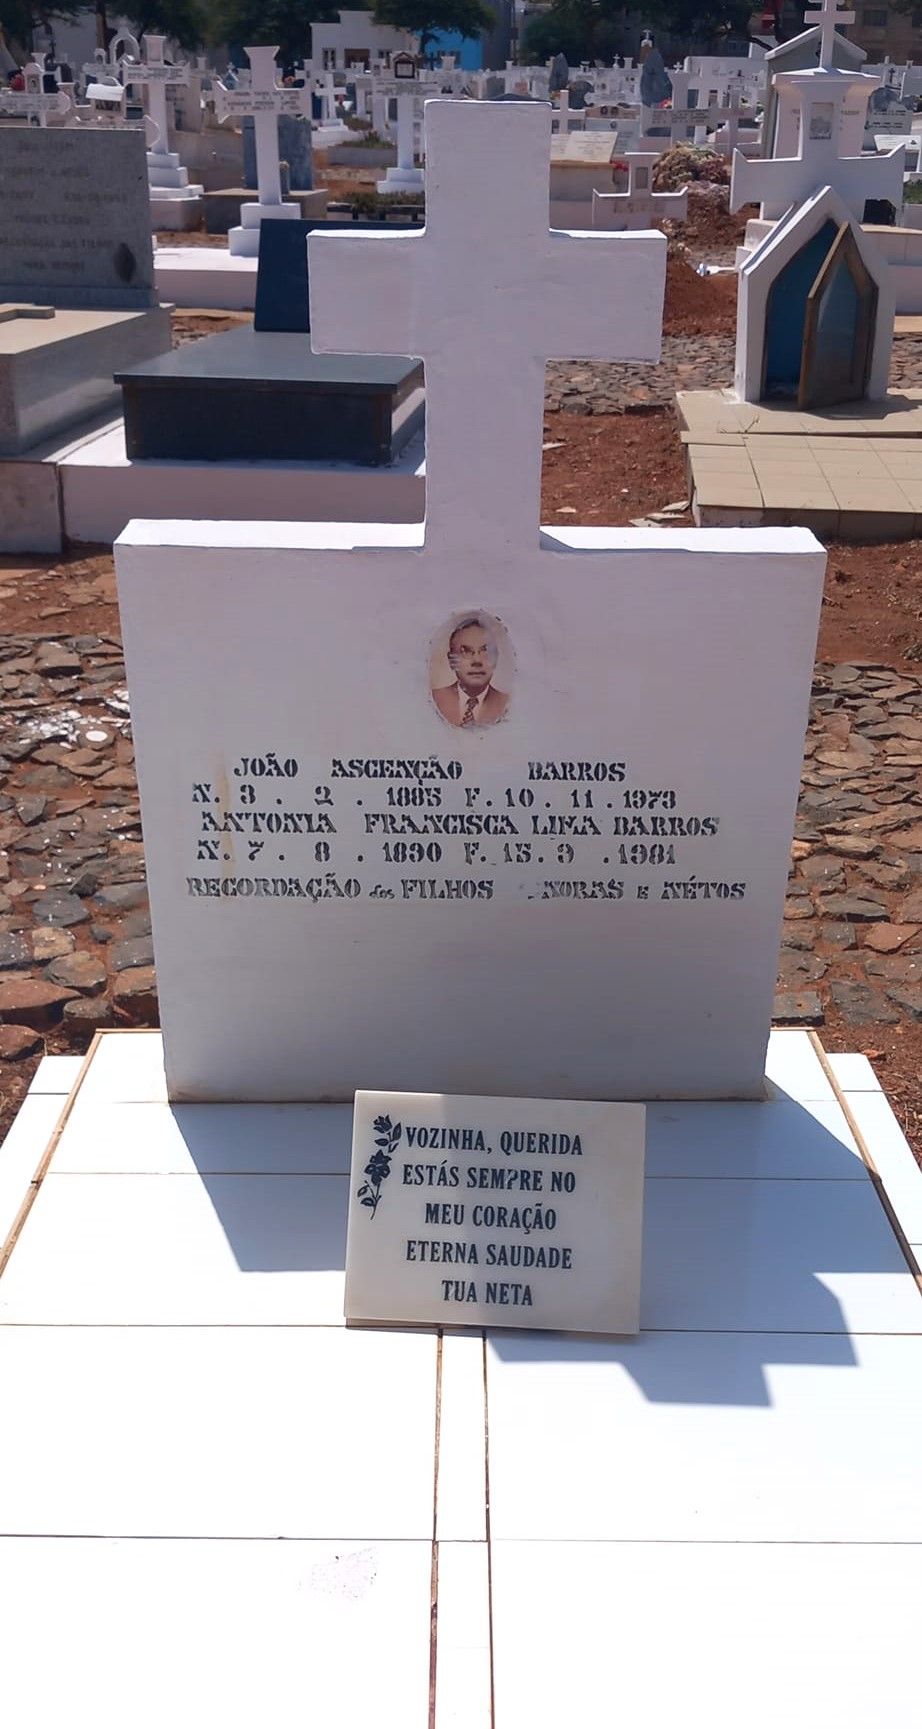 JOÃO ASCENÇÃO BARROS
N. 3 . 2 . 1885 F. 10 . 11 . 1973
ANTONIA FRANCISCA LIMA BARROS
N. 7 . 8 . 1890 F. 15. 9 . 1981
RECORDAÇÃO dos FILHOS NORAS E NÉTOS
VOZINHA, QUERIDA
ESTÁS SEMPRE NO
MEU CORAÇÃO
ETERNA SAUDADE
TUA NETA